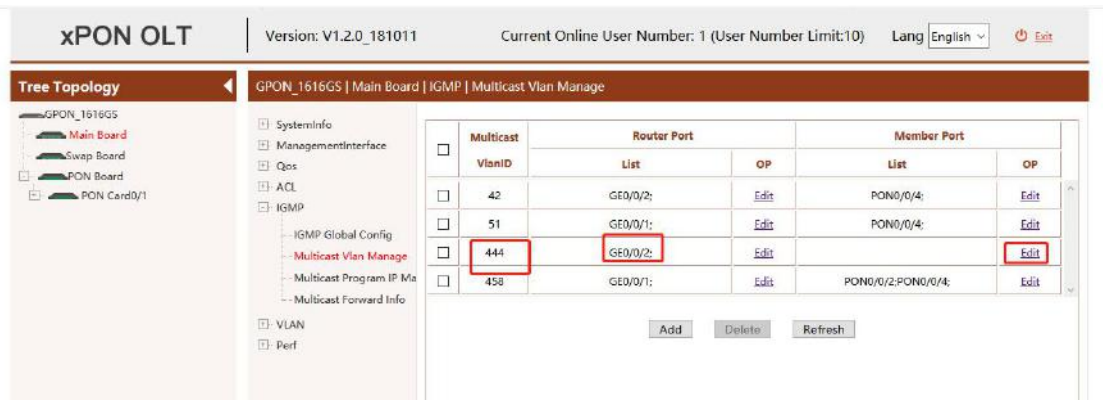 xPON OLT
Version: V1.2.0_181011
Current Online User Number: 1 (User Number Limit:10)
Lang English
Exit
Tree Topology
GPON_1616GS | Main Board | IGMP | Multicast Vlan Manage
GPON_1616GS
Main Board
Swap Board
PON Board
PON Card0/1
SystemInfo
ManagementInterface
Qos
ACL
IGMP
IGMP Global Config
Multicast Vlan Manage
Multicast Program IP Ma
Multicast Forward Info
VLAN
Perf
Multicast VlanID Router Port Member Port
List OP List OP
42 GE0/0/2; Edit PON0/0/4; Edit
51 GE0/0/1; Edit PON0/0/4; Edit
444 GE0/0/2; Edit Edit
458 GE0/0/1; Edit PON0/0/2;PON0/0/4; Edit
Add Delete Refresh